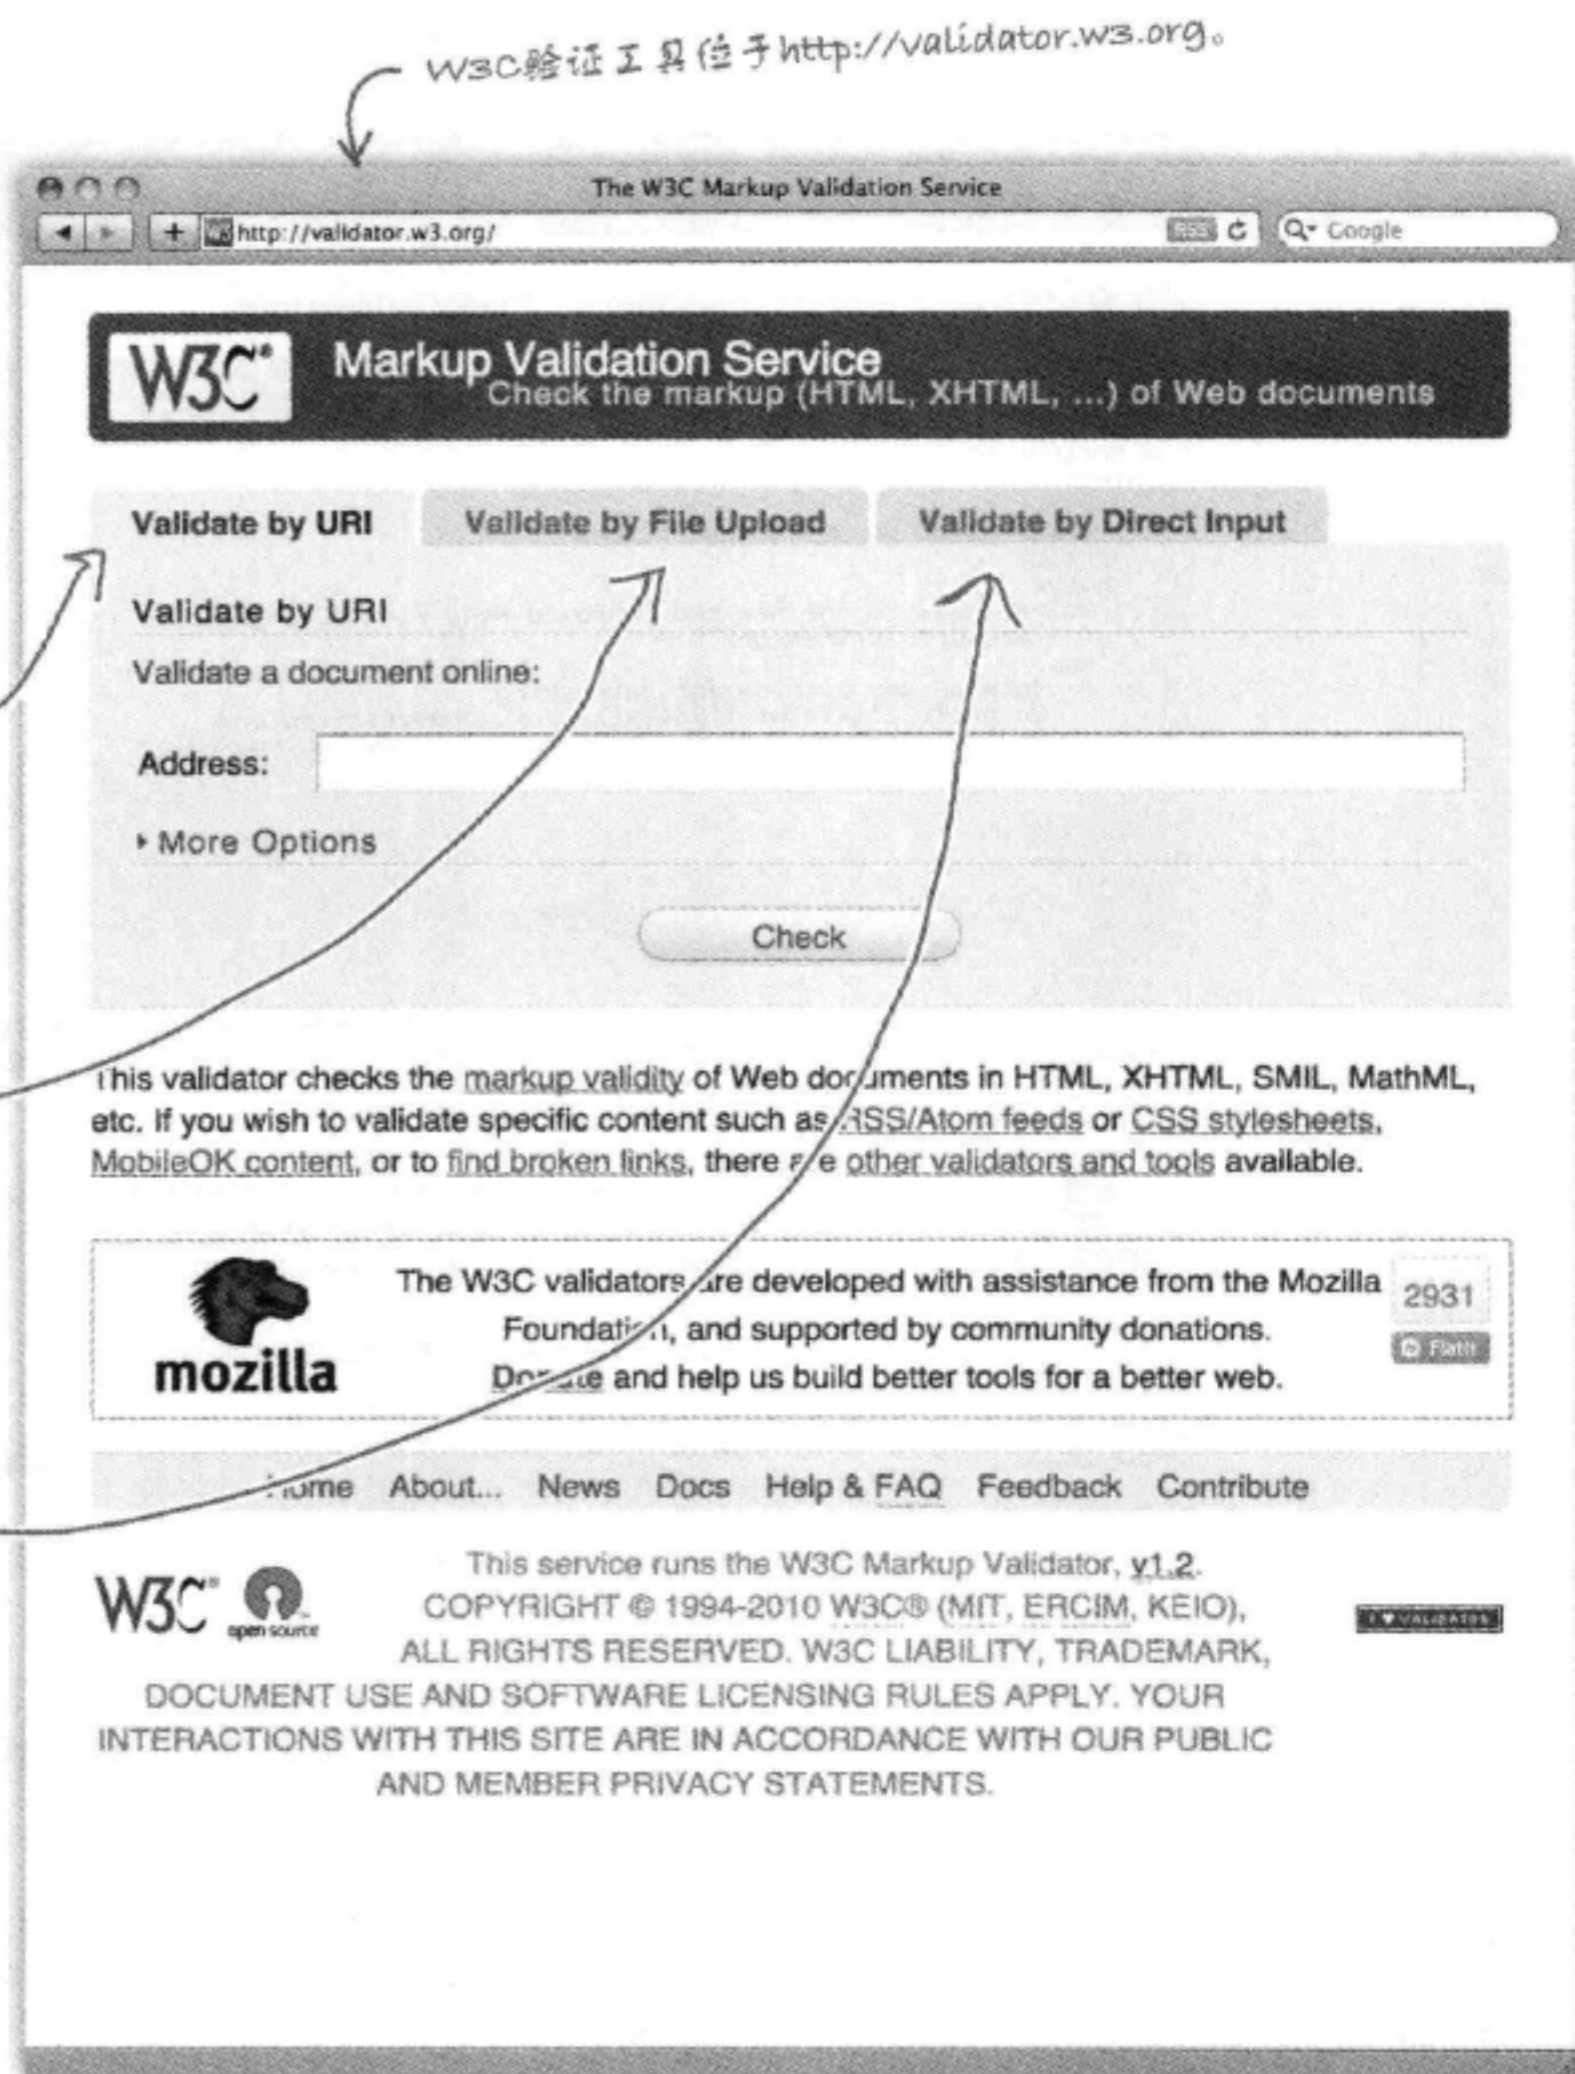 W3C验证工具位于http://validator.w3.org。
The W3C Markup Validation Service
http://validator.w3.org/
RSS
Google
W3C®
Markup Validation Service
Check the markup (HTML, XHTML, ...) of Web documents
Validate by URI
Validate by File Upload
Validate by Direct Input
Validate by URI
Validate a document online:
Address:
More Options
Check
This validator checks the markup validity of Web documents in HTML, XHTML, SMIL, MathML,
etc. If you wish to validate specific content such as RSS/Atom feeds or CSS stylesheets,
MobileOK content, or to find broken links, there are other validators and tools available.
mozilla
The W3C validators are developed with assistance from the Mozilla
Foundation, and supported by community donations.
Donate and help us build better tools for a better web.
2931
Flattr
Home About... News Docs Help & FAQ Feedback Contribute
W3C®
open source
This service runs the W3C Markup Validator, v1.2.
COPYRIGHT © 1994-2010 W3C® (MIT, ERCIM, KEIO),
ALL RIGHTS RESERVED. W3C LIABILITY, TRADEMARK,
DOCUMENT USE AND SOFTWARE LICENSING RULES APPLY. YOUR
INTERACTIONS WITH THIS SITE ARE IN ACCORDANCE WITH OUR PUBLIC
AND MEMBER PRIVACY STATEMENTS.
I ♥ VALIDATOR